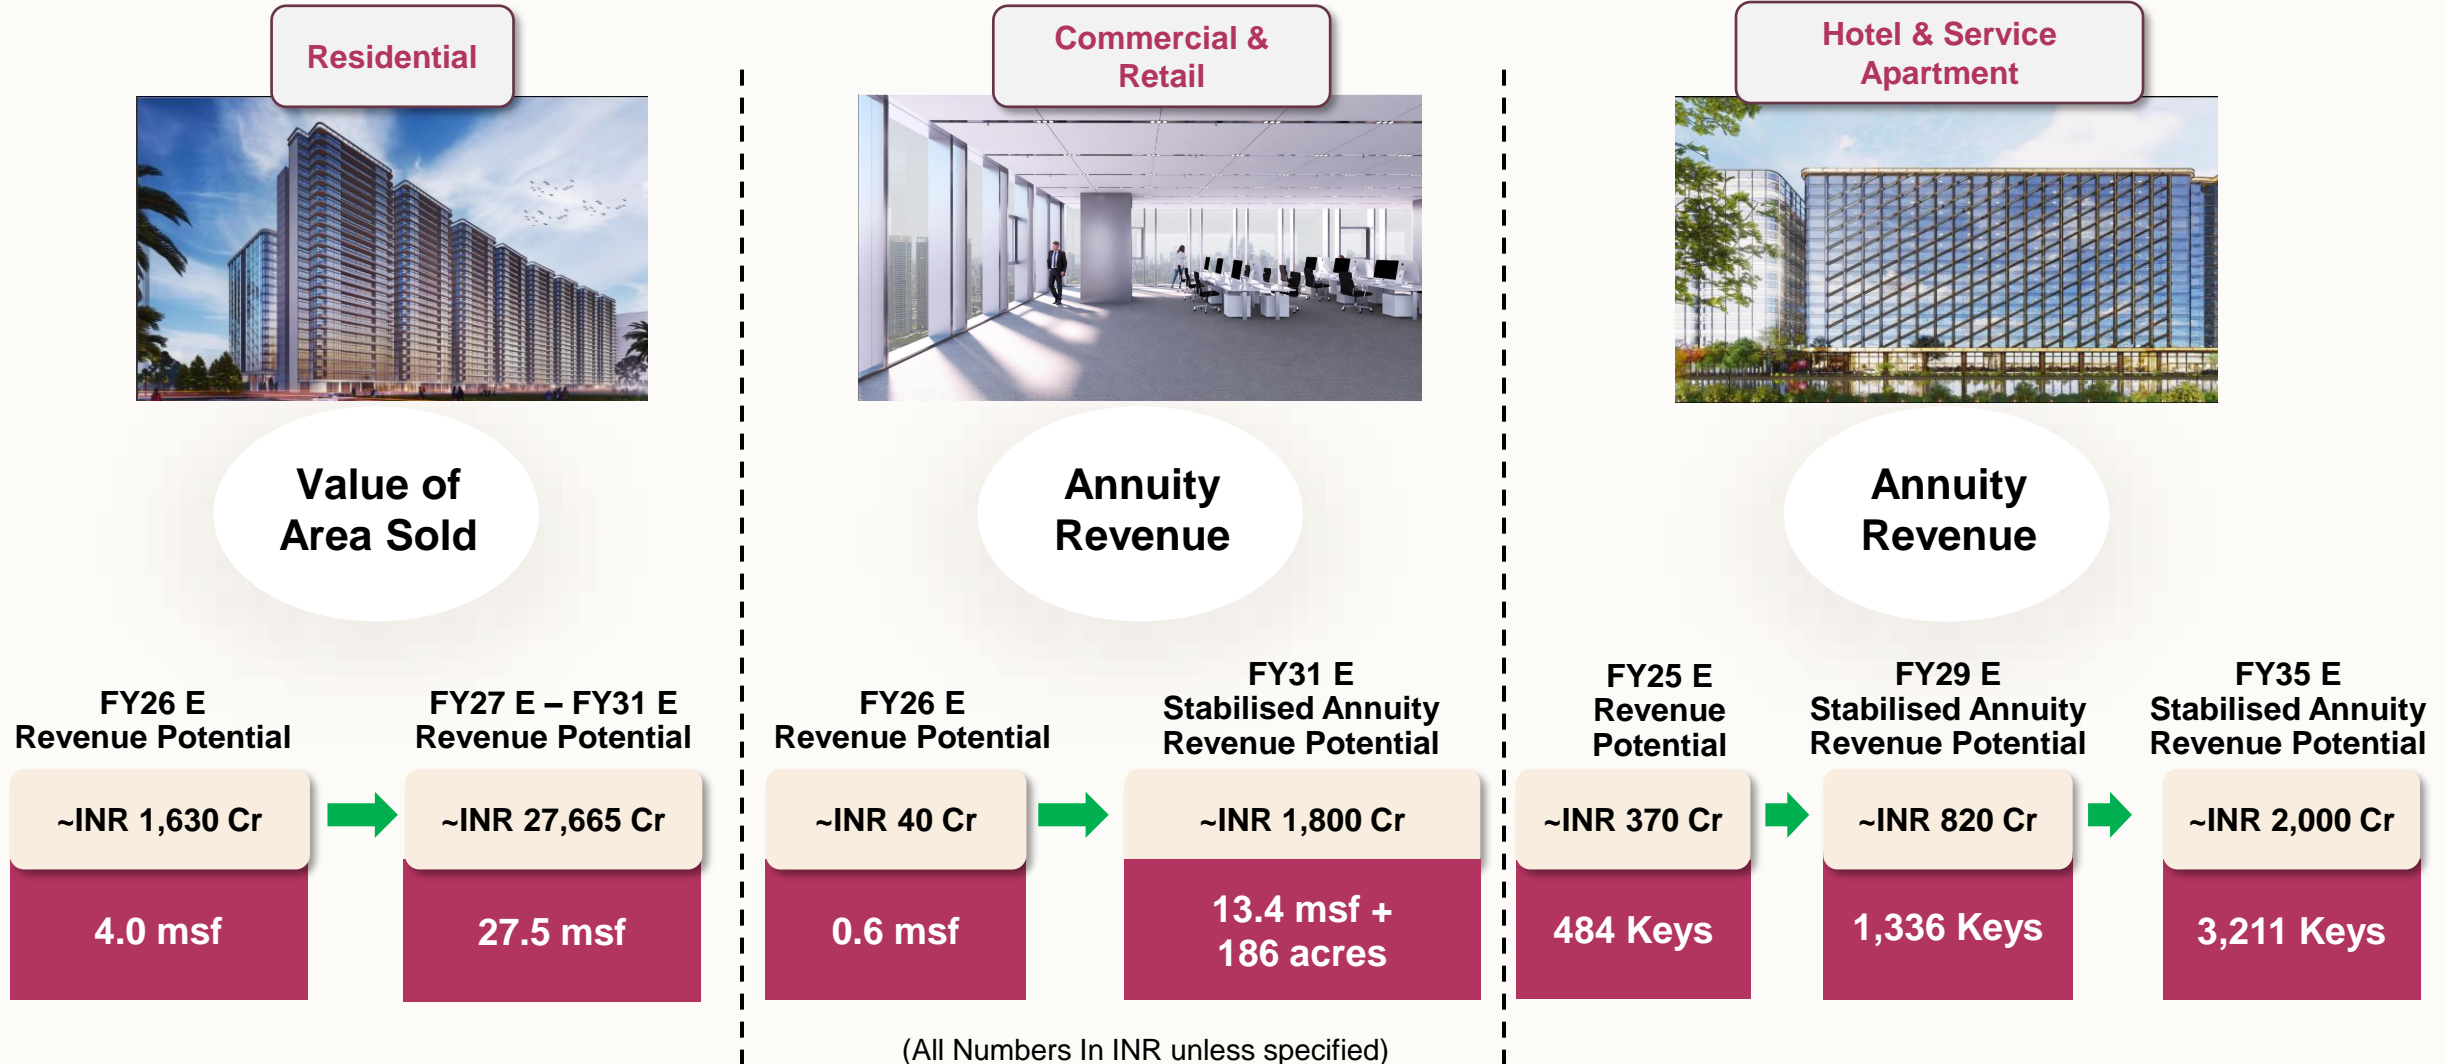 Residential
Value of
Area Sold
FY26 E
Revenue Potential
~INR 1,630 Cr
4.0 msf
FY27 E – FY31 E
Revenue Potential
~INR 27,665 Cr
27.5 msf
Commercial &
Retail
Annuity
Revenue
FY26 E
Revenue Potential
~INR 40 Cr
0.6 msf
FY31 E
Stabilised Annuity
Revenue Potential
~INR 1,800 Cr
13.4 msf +
186 acres
Hotel & Service
Apartment
Annuity
Revenue
FY25 E
Revenue
Potential
~INR 370 Cr
484 Keys
FY29 E
Stabilised Annuity
Revenue Potential
~INR 820 Cr
1,336 Keys
FY35 E
Stabilised Annuity
Revenue Potential
~INR 2,000 Cr
3,211 Keys
(All Numbers In INR unless specified)